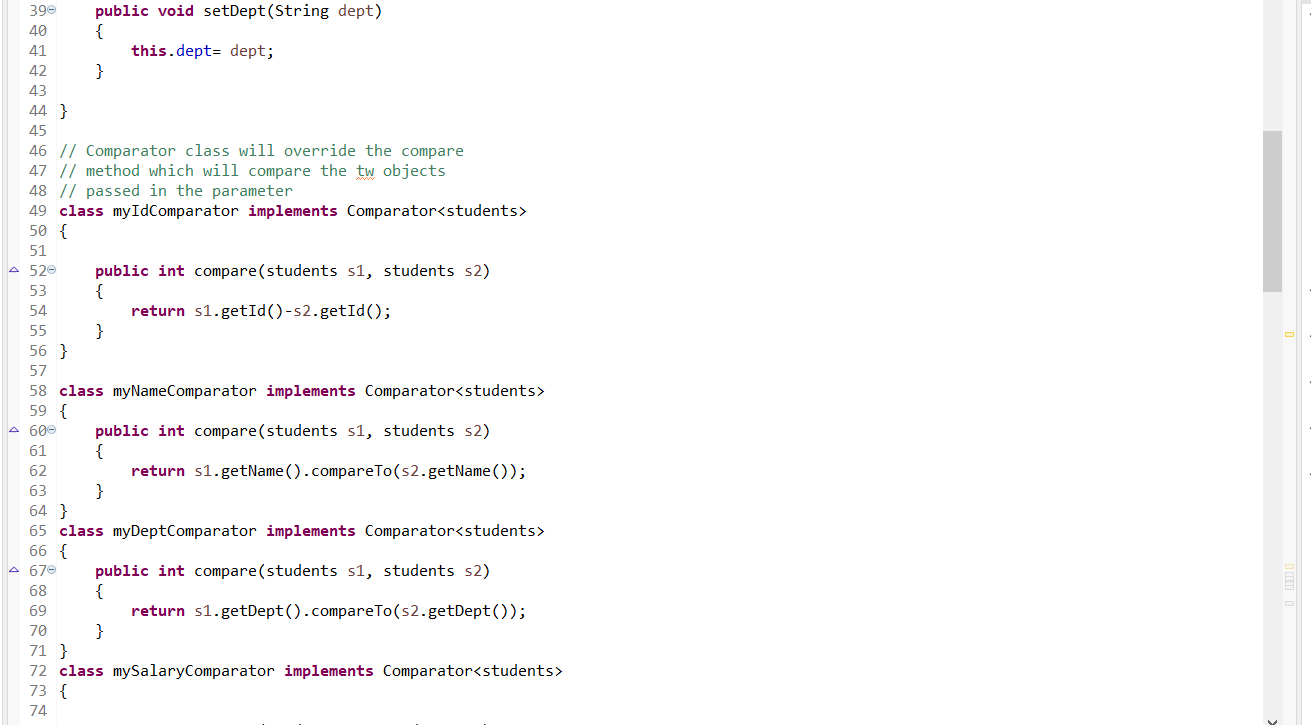 39 public void setDept(String dept)
40 {
41 this.dept= dept;
42 }
43
44 }
45
46 // Comparator class will override the compare
47 // method which will compare the tw objects
48 // passed in the parameter
49 class myIdComparator implements Comparator<students>
50 {
51
52 public int compare(students s1, students s2)
53 {
54 return s1.getId()-s2.getId();
55 }
56 }
57
58 class myNameComparator implements Comparator<students>
59 {
60 public int compare(students s1, students s2)
61 {
62 return s1.getName().compareTo(s2.getName());
63 }
64 }
65 class myDeptComparator implements Comparator<students>
66 {
67 public int compare(students s1, students s2)
68 {
69 return s1.getDept().compareTo(s2.getDept());
70 }
71 }
72 class mySalaryComparator implements Comparator<students>
73 {
74